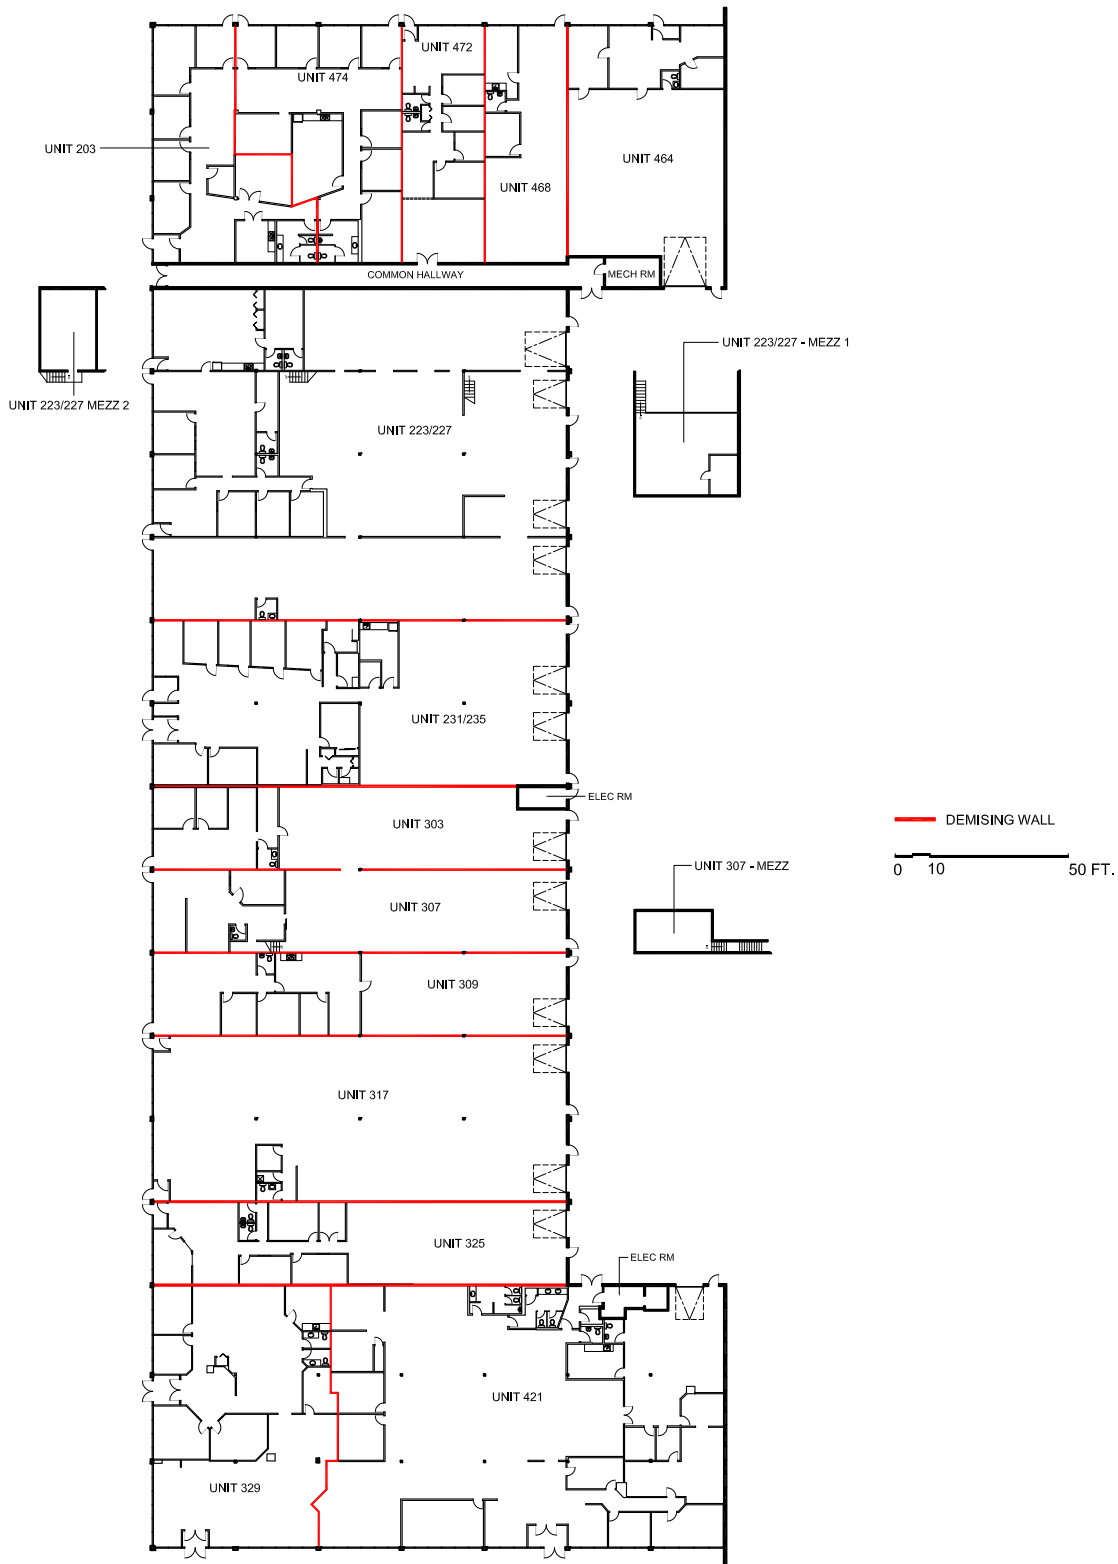 UNIT 472
UNIT 474
UNIT 203
UNIT 464
UNIT 468
COMMON HALLWAY
MECH RM
UNIT 223/227 - MEZZ 1
UNIT 223/227 MEZZ 2
UNIT 223/227
UNIT 231/235
ELEC RM
UNIT 303
DEMISING WALL
UNIT 307 - MEZZ
0 10 50 FT.
UNIT 307
UNIT 309
UNIT 317
UNIT 325
ELEC RM
UNIT 421
UNIT 329